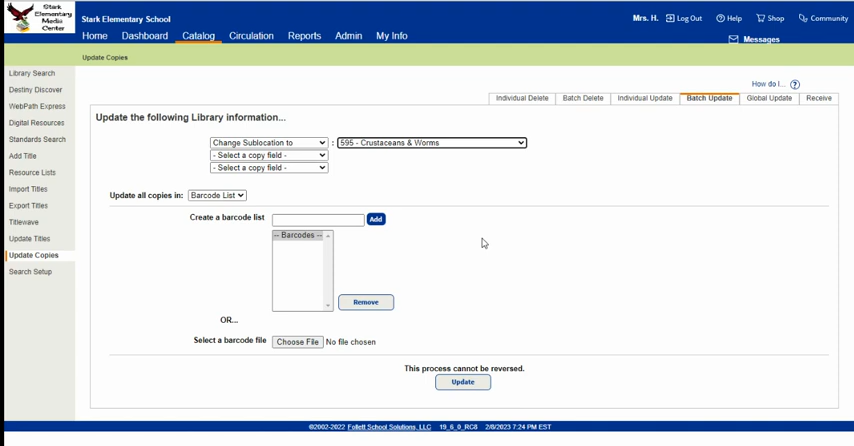 Stark
Elementary
Media
Center
Stark Elementary School
Mrs. H. Log Out Help Shop Community
Home Dashboard Catalog Circulation Reports Admin My Info
Messages
Update Copies
Library Search
Destiny Discover
WebPath Express
Digital Resources
Standards Search
Add Title
Resource Lists
Import Titles
Export Titles
Titlewave
Update Titles
Update Copies
Search Setup
How do I... ?
Individual Delete Batch Delete Individual Update Batch Update Global Update Receive
Update the following Library information...
Change Sublocation to : 595 - Crustaceans & Worms
- Select a copy field -
- Select a copy field -
Update all copies in: Barcode List
Create a barcode list Add
-- Barcodes --
Remove
OR...
Select a barcode file Choose File No file chosen
This process cannot be reversed.
Update
©2002-2022 Follett School Solutions, LLC 19_6_0_RC8 2/8/2023 7:24 PM EST